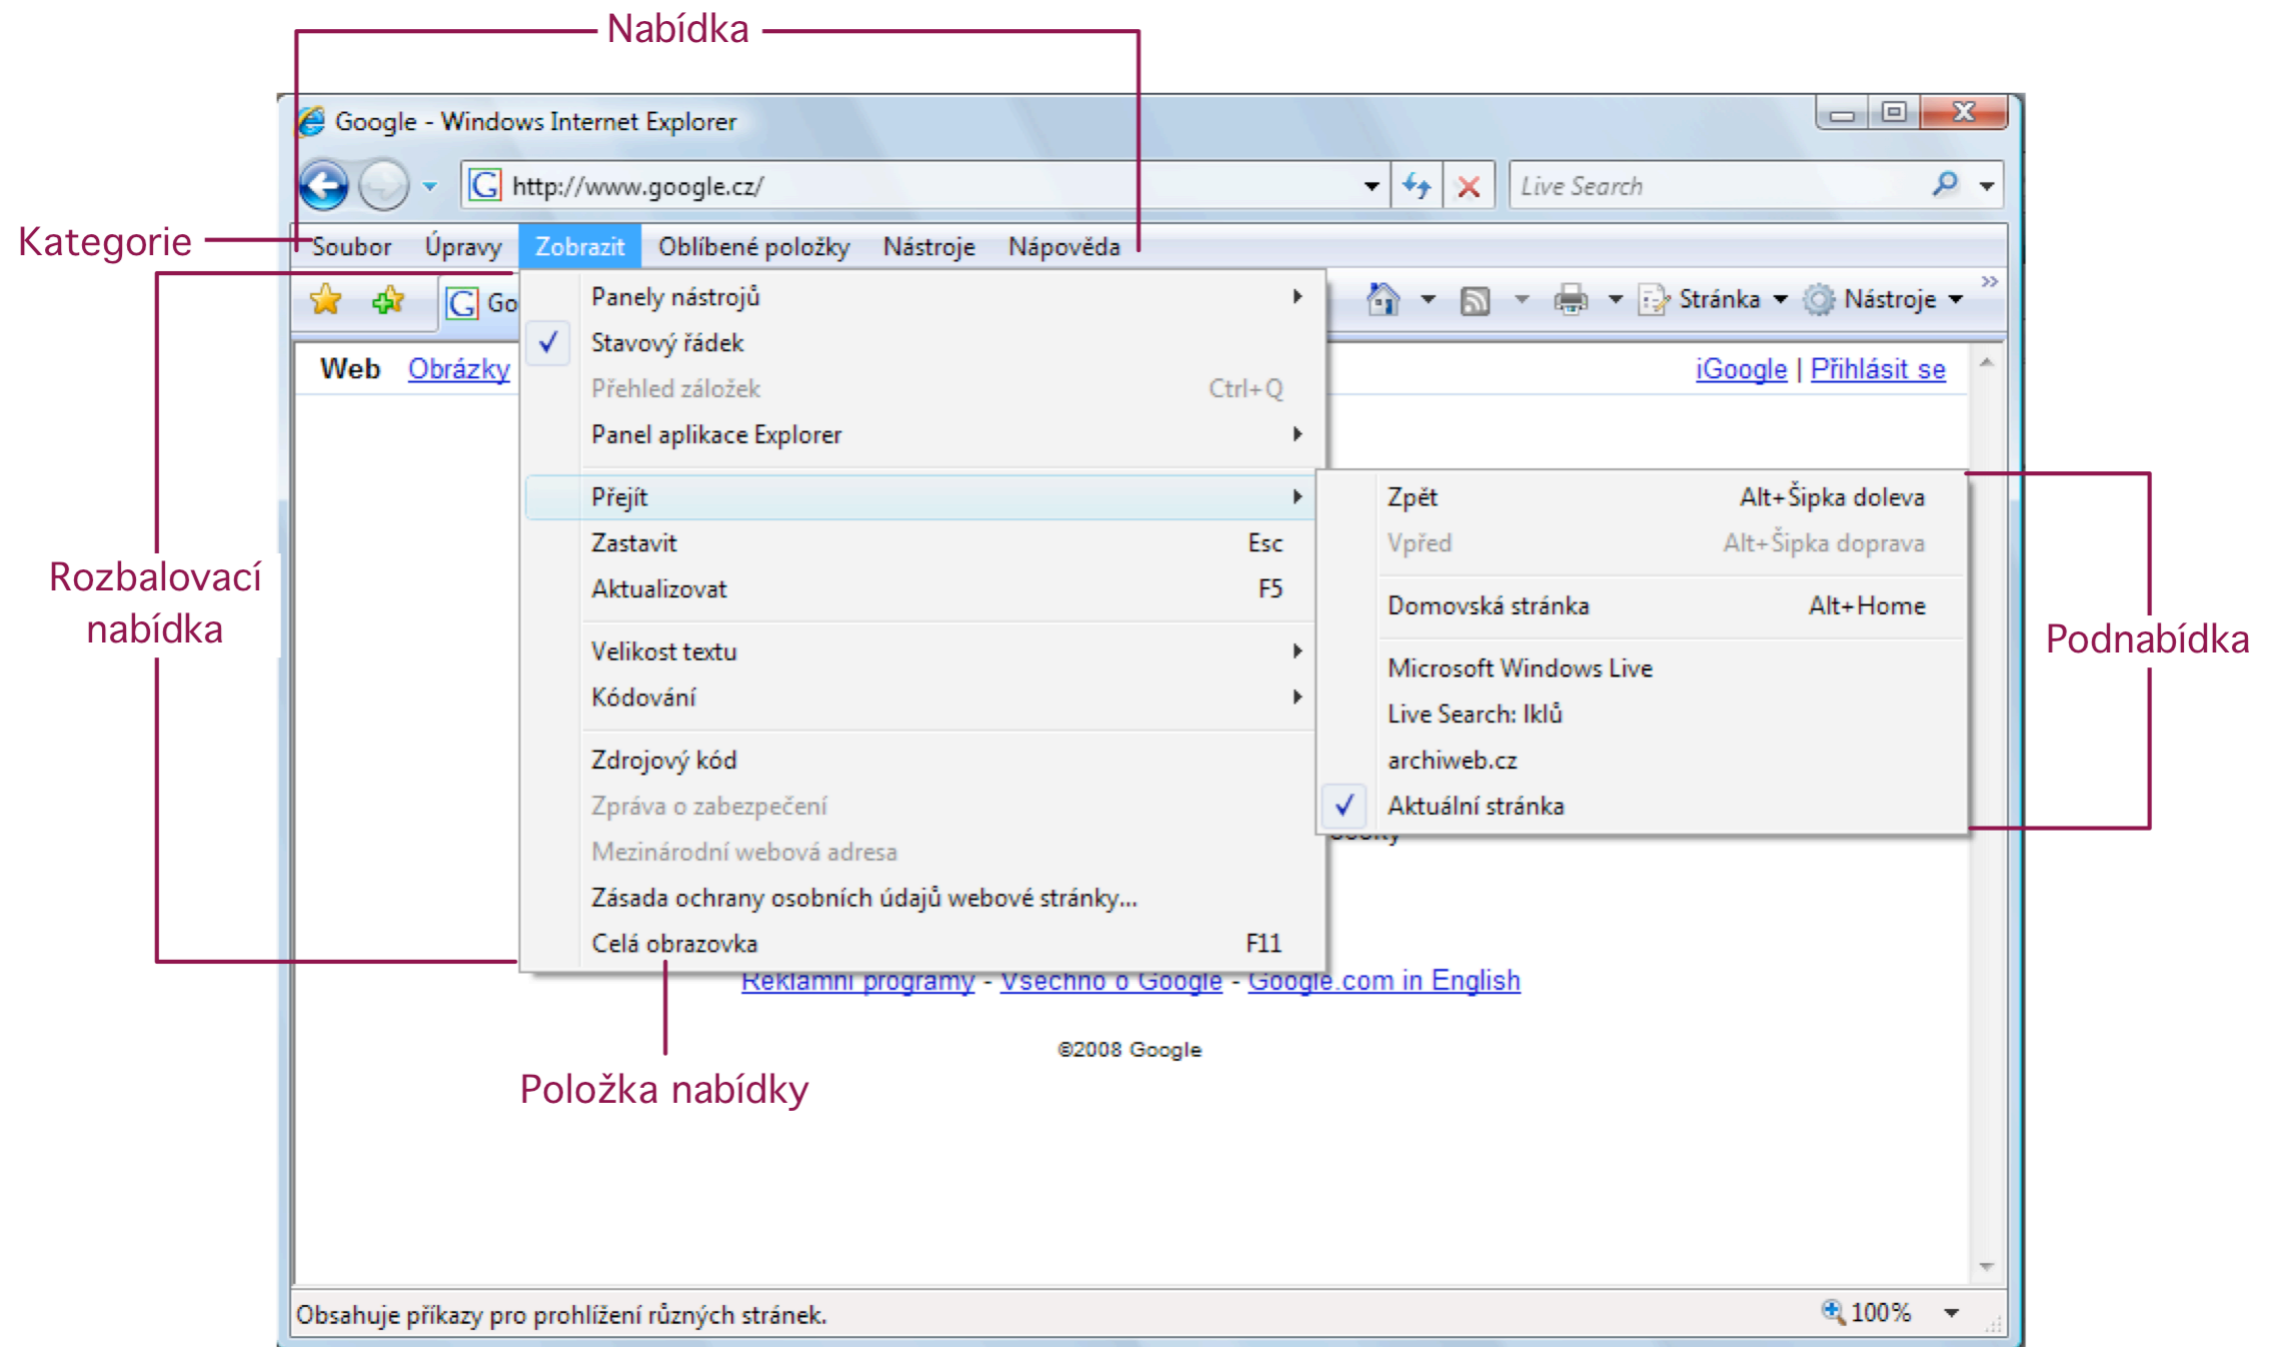 Nabídka
Google - Windows Internet Explorer
http://www.google.cz/
Live Search
Kategorie
Soubor Úpravy Zobrazit Oblíbené položky Nástroje Nápověda
Go
Stránka Nástroje
Web Obrázky
iGoogle | Přihlásit se
Panely nástrojů
Stavový řádek
Přehled záložek Ctrl+Q
Panel aplikace Explorer
Přejít
Zastavit Esc
Aktualizovat F5
Velikost textu
Kódování
Zdrojový kód
Zpráva o zabezpečení
Mezinárodní webová adresa
Zásada ochrany osobních údajů webové stránky...
Celá obrazovka F11
Zpět Alt+Šipka doleva
Vpřed Alt+Šipka doprava
Domovská stránka Alt+Home
Microsoft Windows Live
Live Search: Iklů
archiweb.cz
Aktuální stránka
Rozbalovací
nabídka
Podnabídka
Reklamní programy - Všechno o Google - Google.com in English
Položka nabídky
©2008 Google
Obsahuje příkazy pro prohlížení různých stránek.
100%